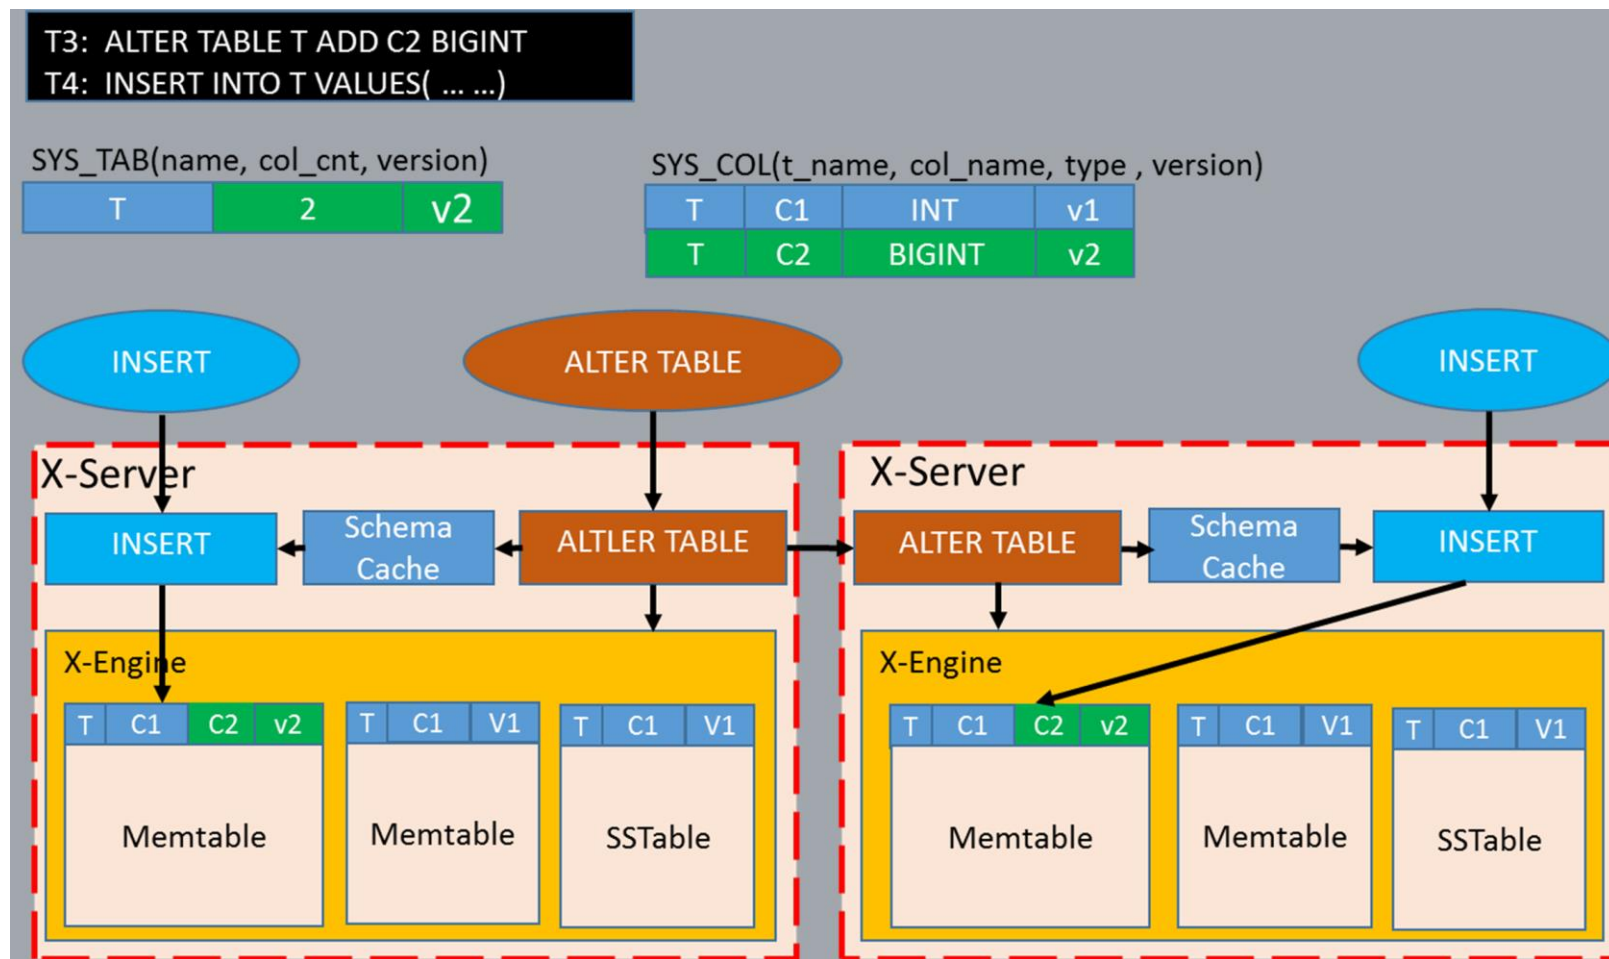 T3: ALTER TABLE T ADD C2 BIGINT
T4: INSERT INTO T VALUES( ... ...)
SYS_TAB(name, col_cnt, version)
T 2 v2
SYS_COL(t_name, col_name, type , version)
T C1 INT v1
T C2 BIGINT v2
INSERT
ALTER TABLE
INSERT
X-Server
INSERT
Schema
Cache
ALTLER TABLE
X-Engine
T C1 C2 v2
Memtable
T C1 V1
Memtable
T C1 V1
SSTable
X-Server
ALTER TABLE
Schema
Cache
INSERT
X-Engine
T C1 C2 v2
Memtable
T C1 V1
Memtable
T C1 V1
SSTable